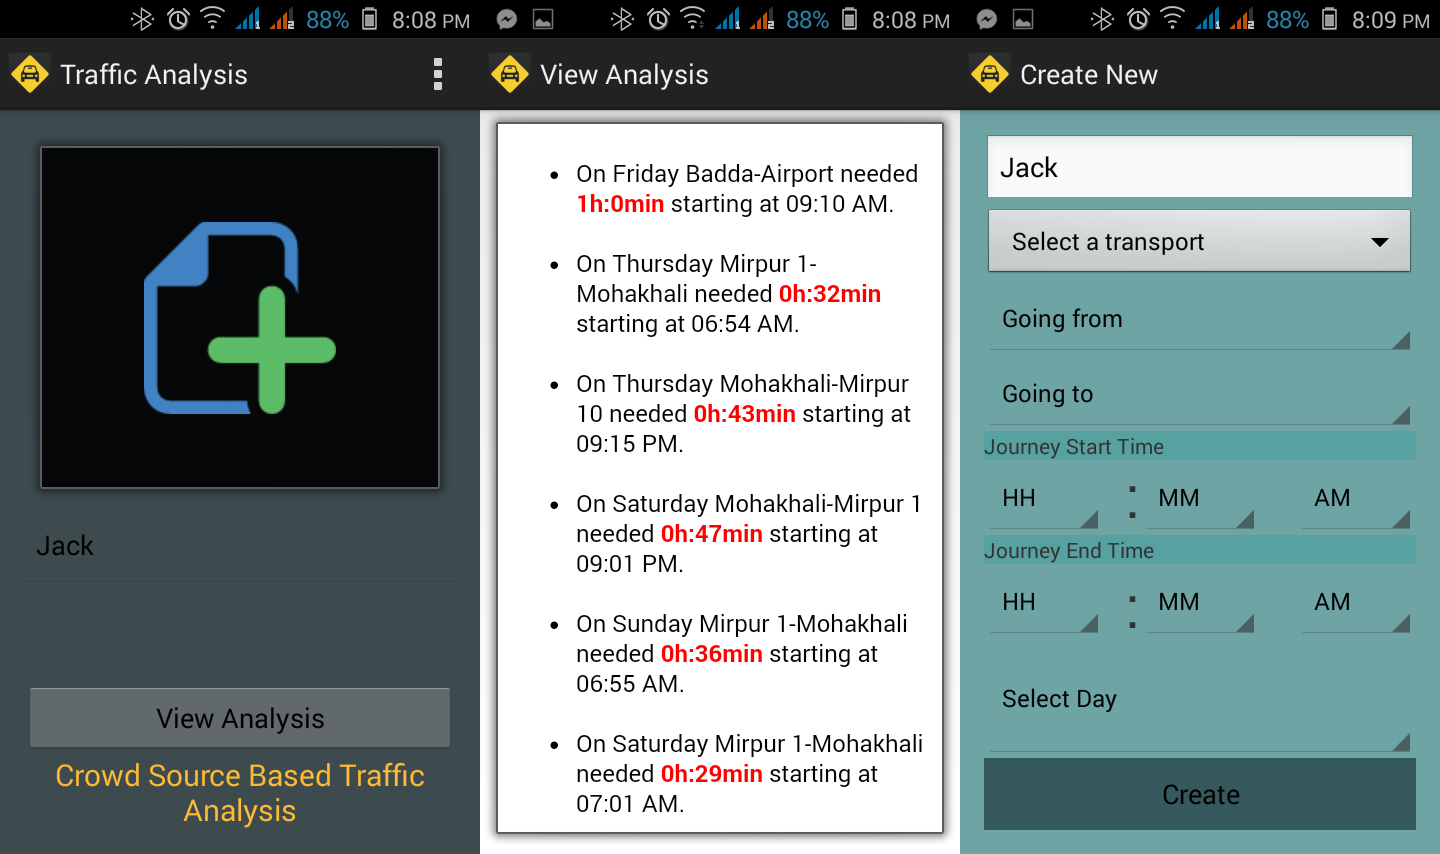 88% 8:08 PM
Traffic Analysis
Jack
View Analysis
Crowd Source Based Traffic
Analysis
88% 8:08 PM
View Analysis
• On Friday Badda-Airport needed
1h:0min starting at 09:10 AM.
• On Thursday Mirpur 1-
Mohakhali needed 0h:32min
starting at 06:54 AM.
• On Thursday Mohakhali-Mirpur
10 needed 0h:43min starting at
09:15 PM.
• On Saturday Mohakhali-Mirpur 1
needed 0h:47min starting at
09:01 PM.
• On Sunday Mirpur 1-Mohakhali
needed 0h:36min starting at
06:55 AM.
• On Saturday Mirpur 1-Mohakhali
needed 0h:29min starting at
07:01 AM.
88% 8:09 PM
Create New
Jack
Select a transport
Going from
Going to
Journey Start Time
HH : MM AM
Journey End Time
HH : MM AM
Select Day
Create